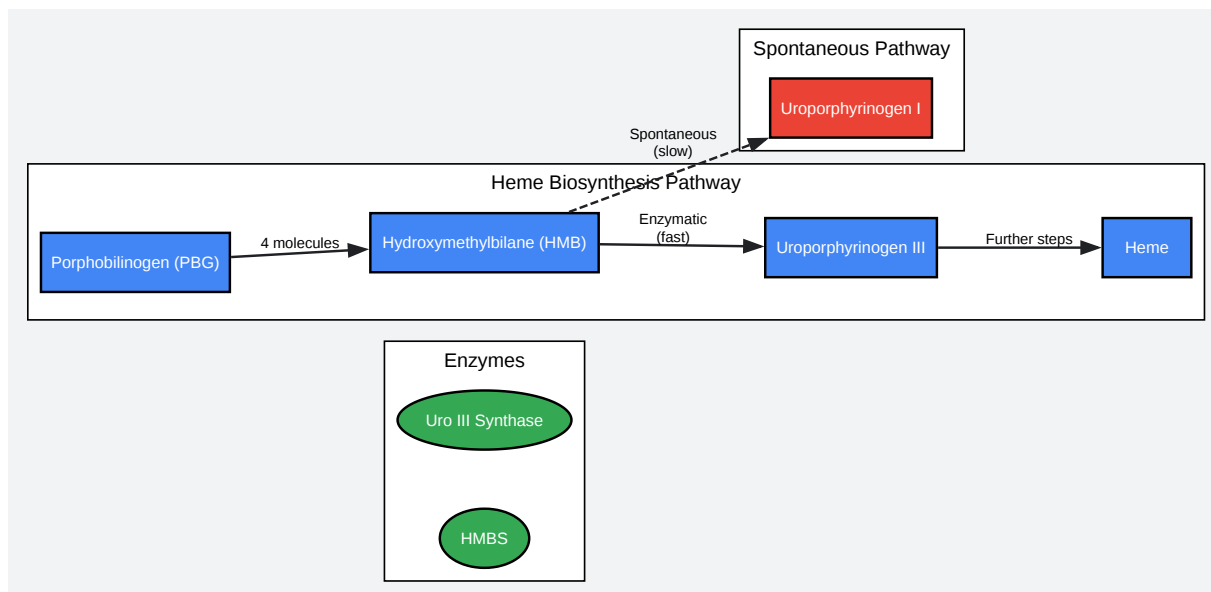 Spontaneous Pathway
Uroporphyrinogen I
Spontaneous
(slow)
Heme Biosynthesis Pathway
Porphobilinogen (PBG)
4 molecules
Hydroxymethylbilane (HMB)
Enzymatic
(fast)
Uroporphyrinogen III
Further steps
Heme
Enzymes
Uro III Synthase
HMBS